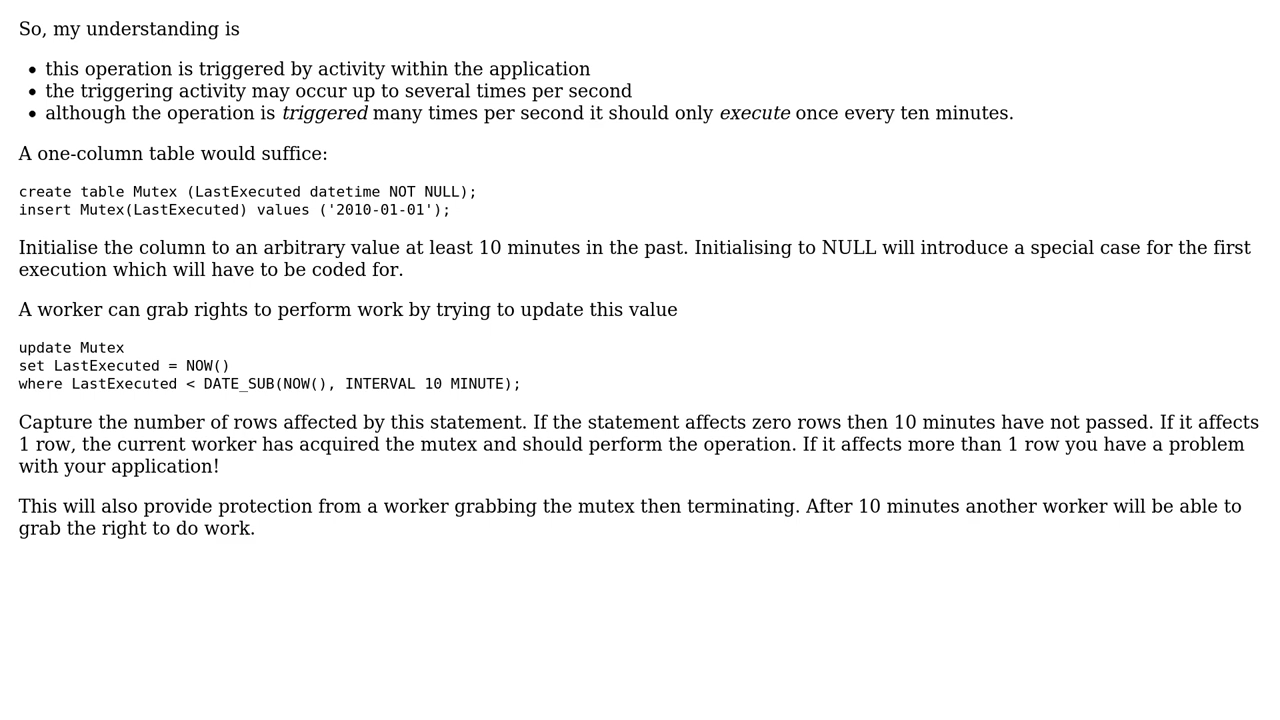 So, my understanding is
• this operation is triggered by activity within the application
• the triggering activity may occur up to several times per second
• although the operation is triggered many times per second it should only execute once every ten minutes.
A one-column table would suffice:
create table Mutex (LastExecuted datetime NOT NULL);
insert Mutex(LastExecuted) values ('2010-01-01');
Initialise the column to an arbitrary value at least 10 minutes in the past. Initialising to NULL will introduce a special case for the first
execution which will have to be coded for.
A worker can grab rights to perform work by trying to update this value
update Mutex
set LastExecuted = NOW()
where LastExecuted < DATE_SUB(NOW(), INTERVAL 10 MINUTE);
Capture the number of rows affected by this statement. If the statement affects zero rows then 10 minutes have not passed. If it affects
1 row, the current worker has acquired the mutex and should perform the operation. If it affects more than 1 row you have a problem
with your application!
This will also provide protection from a worker grabbing the mutex then terminating. After 10 minutes another worker will be able to
grab the right to do work.